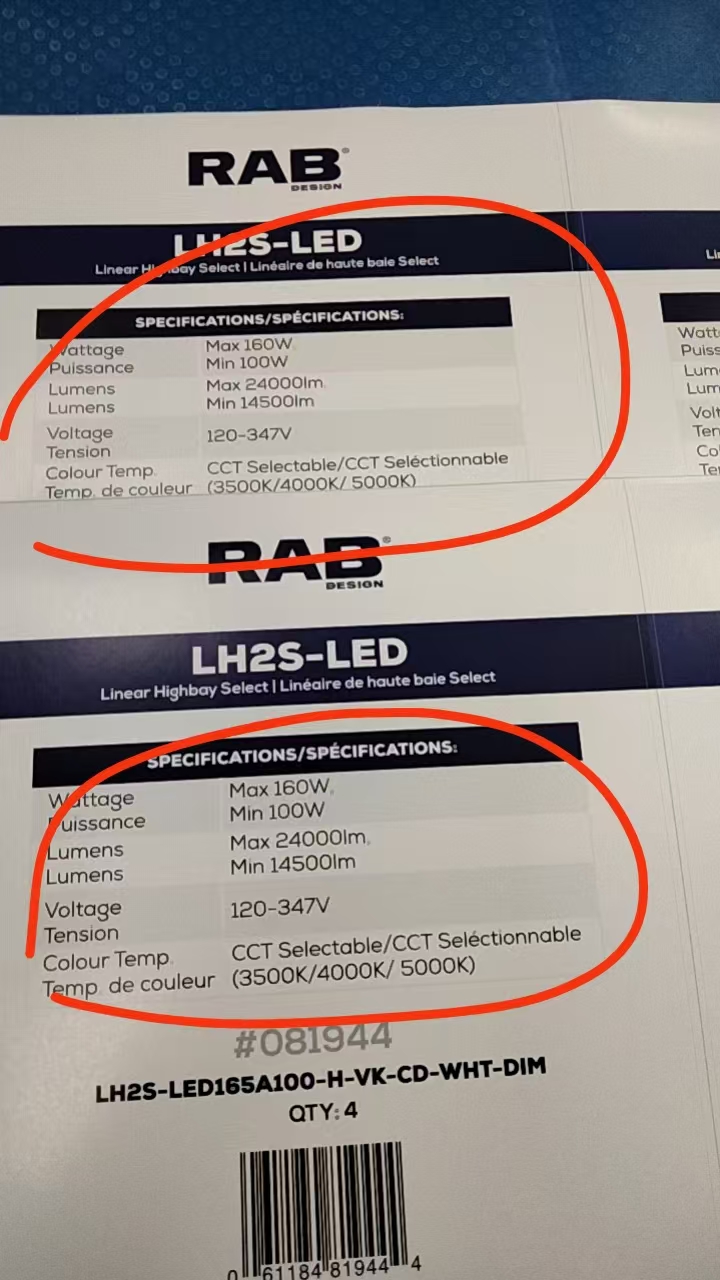 RAB®
DESIGN
LH2S-LED
Linear Highbay Select | Linéaire de haute baie Select
SPECIFICATIONS/SPÉCIFICATIONS:
Wattage Max 160W
Puissance Min 100W
Lumens Max 24000lm
Lumens Min 14500lm
Voltage 120-347V
Tension
Colour Temp. CCT Selectable/CCT Seléctionnable
Temp. de couleur (3500K/4000K/ 5000K)
Li
Watt
Puiss
Lum
Lum
Volt
Ten
Co
Te
RAB®
DESIGN
LH2S-LED
Linear Highbay Select | Linéaire de haute baie Select
SPECIFICATIONS/SPÉCIFICATIONS:
Wattage Max 160W,
Puissance Min 100W
Lumens Max 24000lm,
Lumens Min 14500lm
Voltage 120-347V
Tension
Colour Temp. CCT Selectable/CCT Seléctionnable
Temp. de couleur (3500K/4000K/ 5000K)
#081944
LH2S-LED165A100-H-VK-CD-WHT-DIM
QTY: 4
0 61184 81944 4